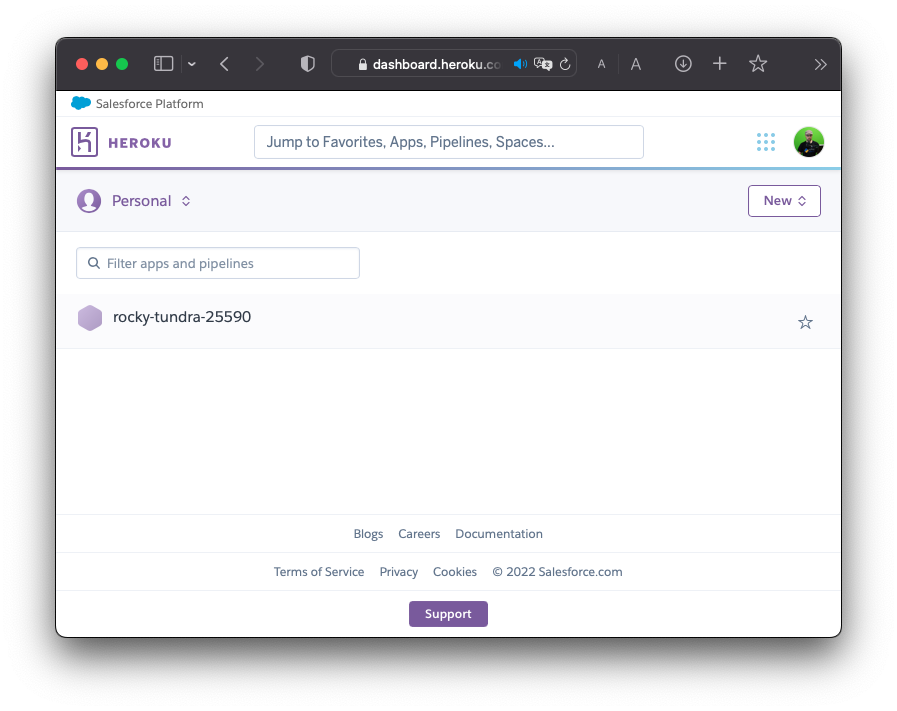 dashboard.heroku.co
A A
Salesforce Platform
HEROKU
Jump to Favorites, Apps, Pipelines, Spaces...
Personal
New
Filter apps and pipelines
rocky-tundra-25590
Blogs Careers Documentation
Terms of Service Privacy Cookies © 2022 Salesforce.com
Support